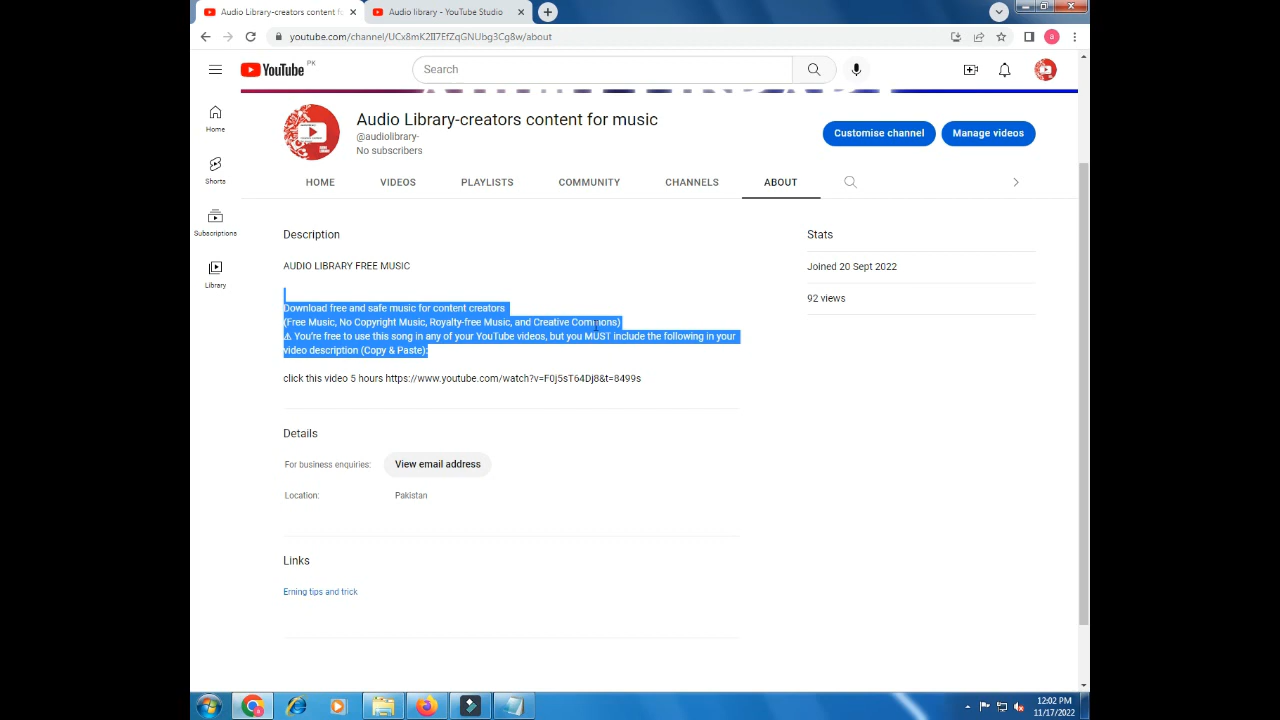 Audio Library-creators content fo
Audio library - YouTube Studio
youtube.com/channel/UCx8mK2II7EfZqGNUbg3Cg8w/about
a
YouTube PK
Search
Home
Shorts
Subscriptions
Library
Audio Library-creators content for music
@audiolibrary-
No subscribers
Customise channel
Manage videos
HOME
VIDEOS
PLAYLISTS
COMMUNITY
CHANNELS
ABOUT
Description
AUDIO LIBRARY FREE MUSIC
Download free and safe music for content creators
(Free Music, No Copyright Music, Royalty-free Music, and Creative Commons)
⚠ You're free to use this song in any of your YouTube videos, but you MUST include the following in your
video description (Copy & Paste):
click this video 5 hours https://www.youtube.com/watch?v=F0j5sT64Dj8&t=8499s
Details
For business enquiries:
View email address
Location:
Pakistan
Links
Erning tips and trick
Stats
Joined 20 Sept 2022
92 views
12:02 PM
11/17/2022